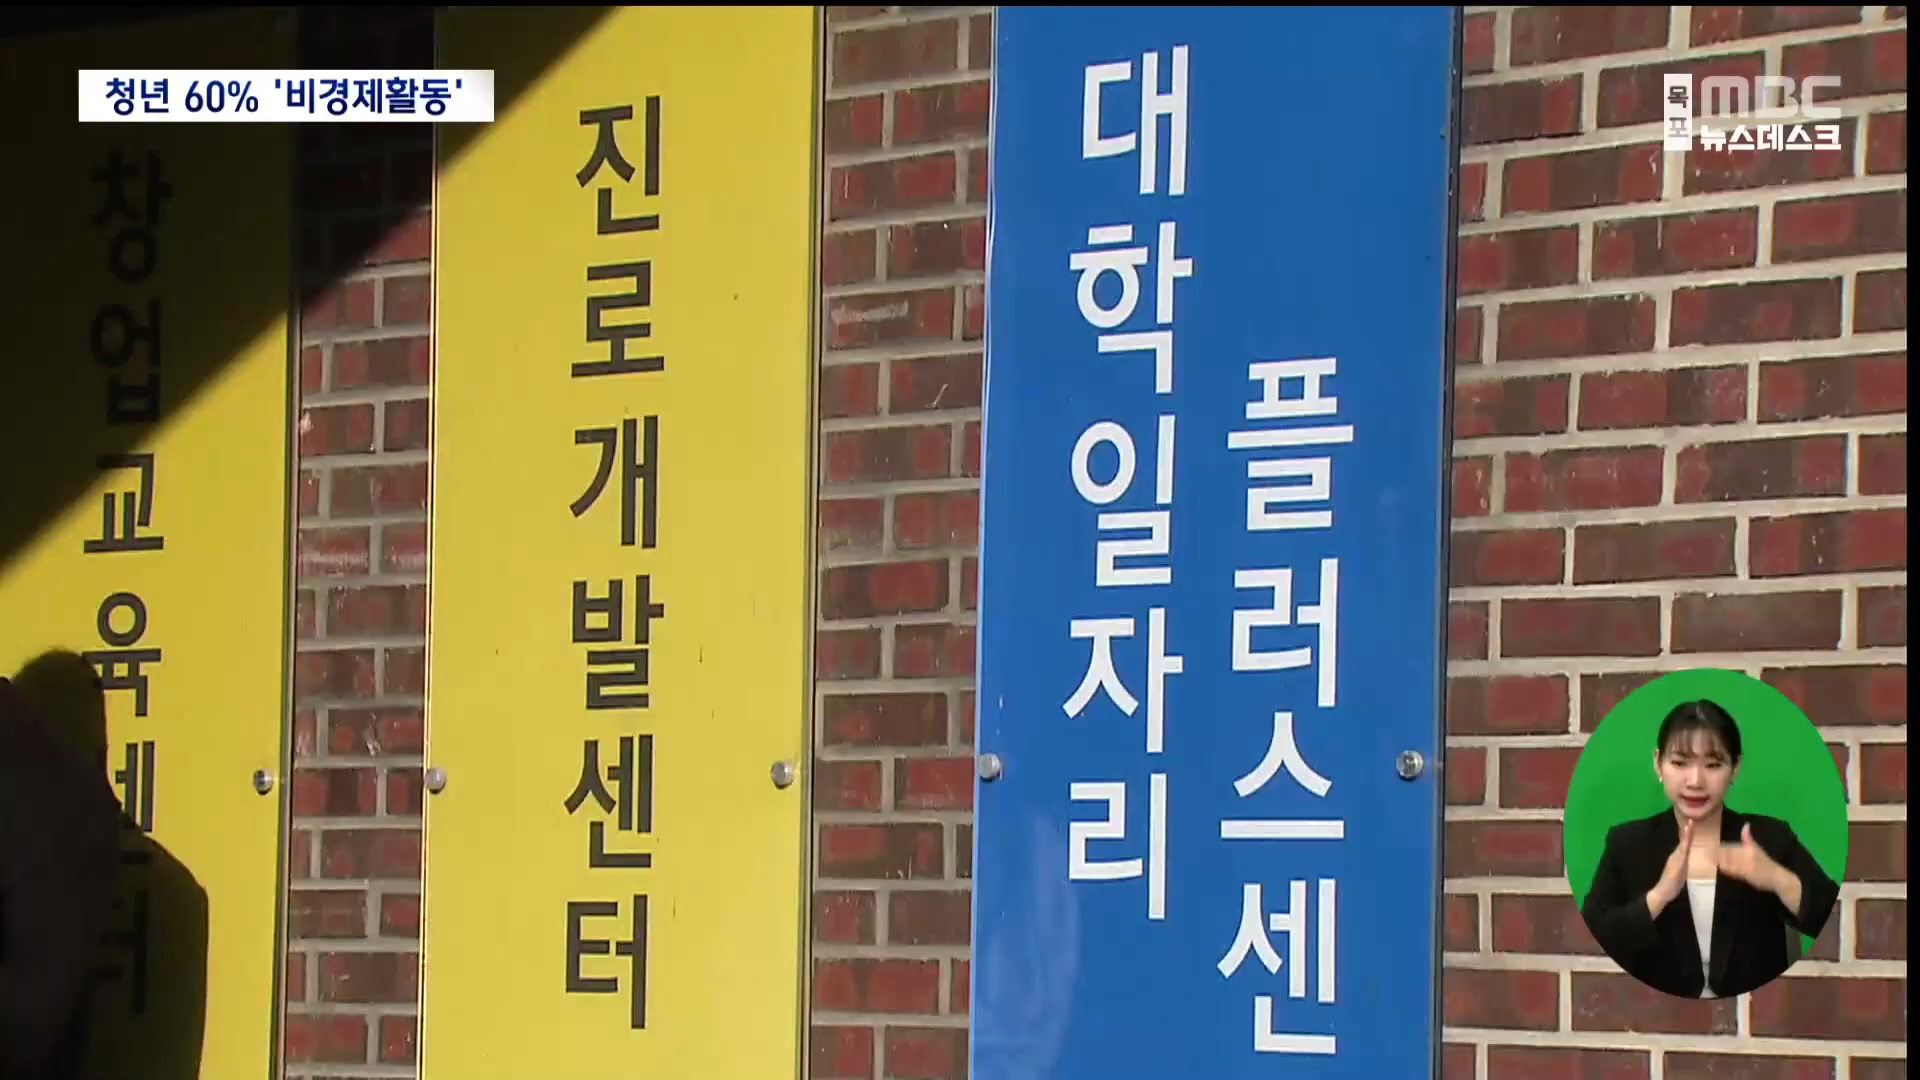 청년 60% '비경제활동'
목포
MBC
뉴스데스크
창업교육센터
진로개발센터
대학일자리
플러스센